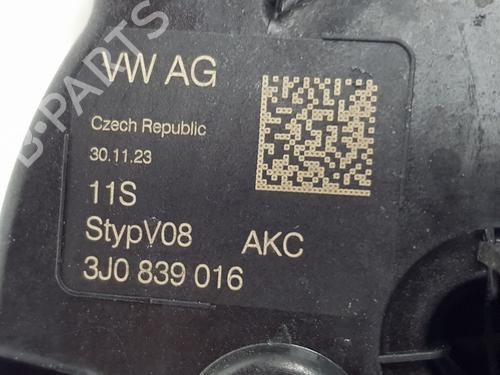 B-PARTS
VW AG
Czech Republic
30.11.23
11S
StypV08 AKC
3J0 839 016